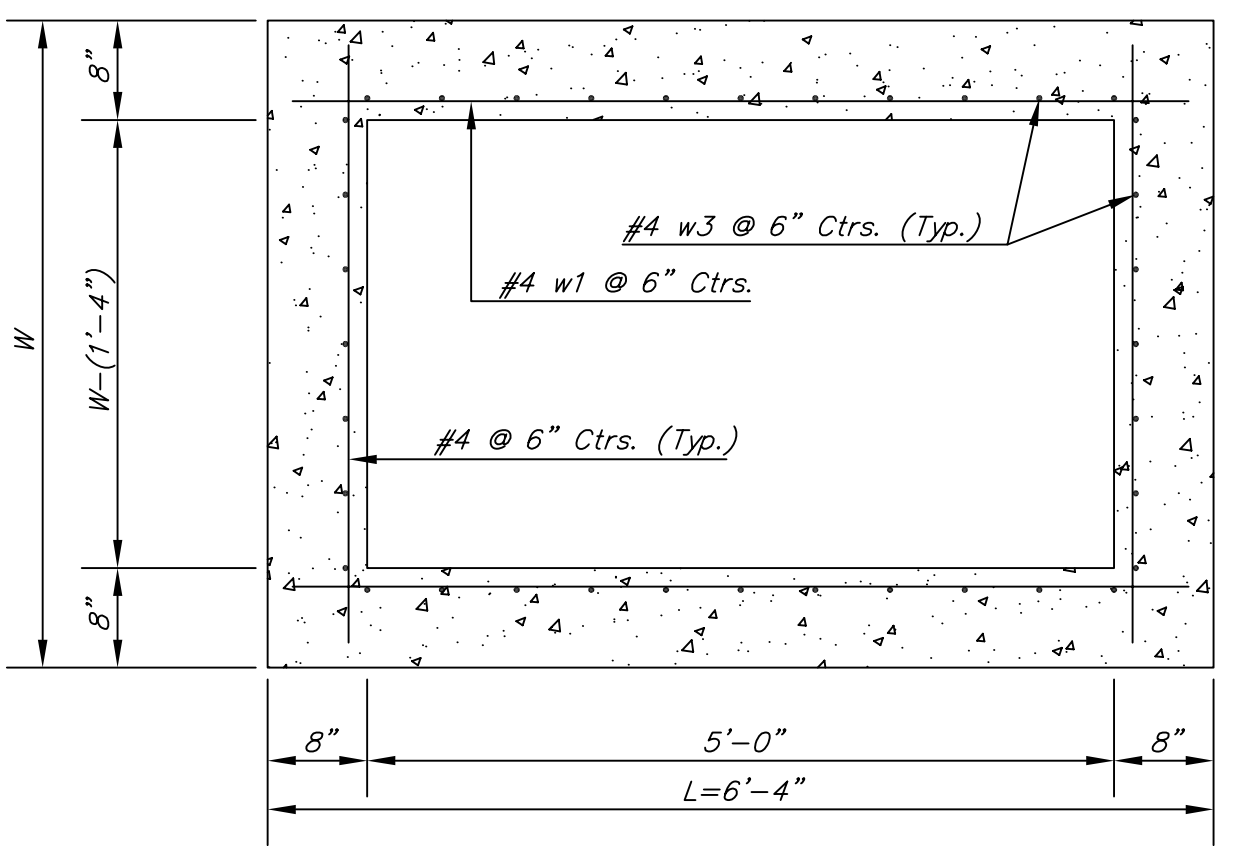 8”
W
W-(1’-4”)
8”
#4 w3 @ 6” Ctrs. (Typ.)
#4 w1 @ 6” Ctrs.
#4 @ 6” Ctrs. (Typ.)
8”
5’-0”
8”
L=6’-4”